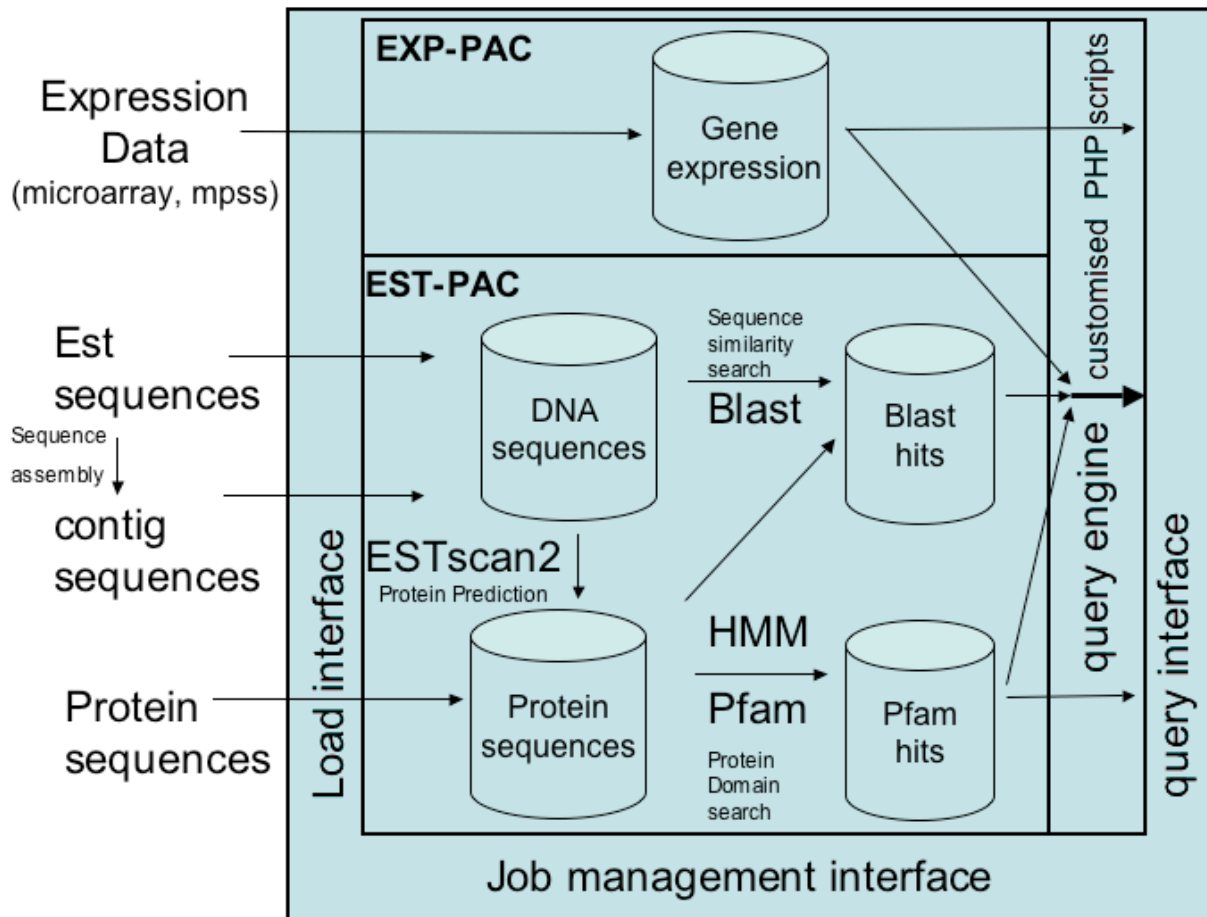 EXP-PAC
Expression
Data
(microarray, mpss)
Gene
expression
EST-PAC
Est
sequences
Sequence
assembly
contig
sequences
DNA
sequences
Sequence
similarity
search
Blast
Blast
hits
ESTscan2
Protein Prediction
Protein
sequences
Protein
sequences
HMM
Pfam
Protein
Domain
search
Pfam
hits
Load interface
query engine customised PHP scripts
query interface
Job management interface